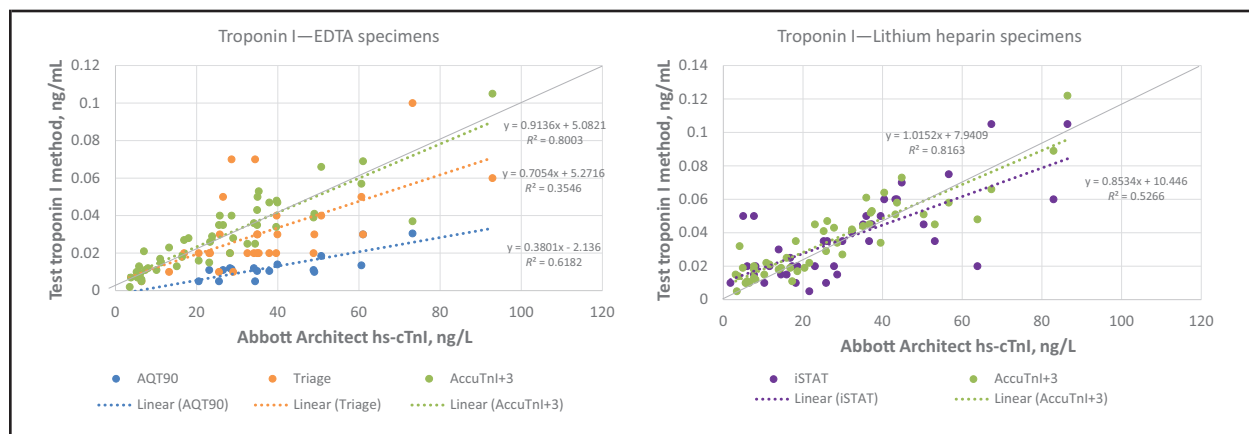 Troponin I—EDTA specimens
Test troponin I method, ng/mL
0.12
0.1
0.08
0.06
0.04
0.02
0
y = 0.9136x + 5.0821
R² = 0.8003
y = 0.7054x + 5.2716
R² = 0.3546
y = 0.3801x - 2.136
R² = 0.6182
0 20 40 60 80 100 120
Abbott Architect hs-cTnI, ng/L
AQT90 Triage AccuTnI+3
Linear (AQT90) Linear (Triage) Linear (AccuTnI+3)
Troponin I—Lithium heparin specimens
Test troponin I method, ng/mL
0.14
0.12
0.1
0.08
0.06
0.04
0.02
0
y = 1.0152x + 7.9409
R² = 0.8163
y = 0.8534x + 10.446
R² = 0.5266
0 20 40 60 80 100 120
Abbott Architect hs-cTnI, ng/L
iSTAT AccuTnI+3
Linear (iSTAT) Linear (AccuTnI+3)